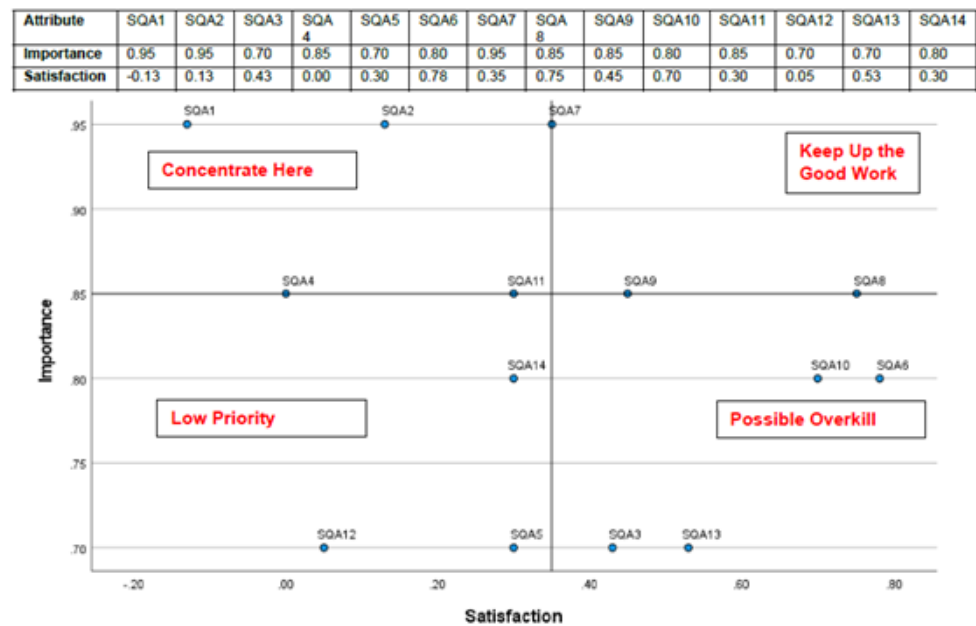 Attribute SQA1 SQA2 SQA3 SQA 4 SQA5 SQA6 SQA7 SQA 8 SQA9 SQA10 SQA11 SQA12 SQA13 SQA14
Importance 0.95 0.95 0.70 0.85 0.70 0.80 0.95 0.85 0.85 0.80 0.85 0.70 0.70 0.80
Satisfaction -0.13 0.13 0.43 0.00 0.30 0.78 0.35 0.75 0.45 0.70 0.30 0.05 0.53 0.30
SQA1 SQA2 SQA7
.95
Concentrate Here
Keep Up the
Good Work
.90
SQA4 SQA11 SQA9 SQA8
.85
Importance
SQA14 SQA10 SQA6
.80
Low Priority
Possible Overkill
.75
SQA12 SQA5 SQA3 SQA13
.70
-.20 .00 .20 .40 .60 .80
Satisfaction